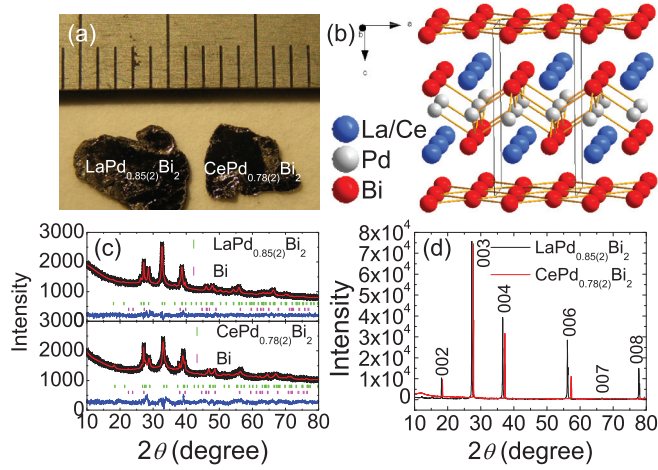 (a)
LaPd0.85(2)Bi2
CePd0.78(2)Bi2
(b)
a
b
c
La/Ce
Pd
Bi
(c)
Intensity
3000
2000
1000
0
LaPd0.85(2)Bi2
Bi
3000
2000
1000
0
CePd0.78(2)Bi2
Bi
10 20 30 40 50 60 70 80
2θ (degree)
(d)
Intensity
8x10^4
7x10^4
6x10^4
5x10^4
4x10^4
3x10^4
2x10^4
1x10^4
0
LaPd0.85(2)Bi2
CePd0.78(2)Bi2
002
003
004
006
007
008
10 20 30 40 50 60 70 80
2θ (degree)